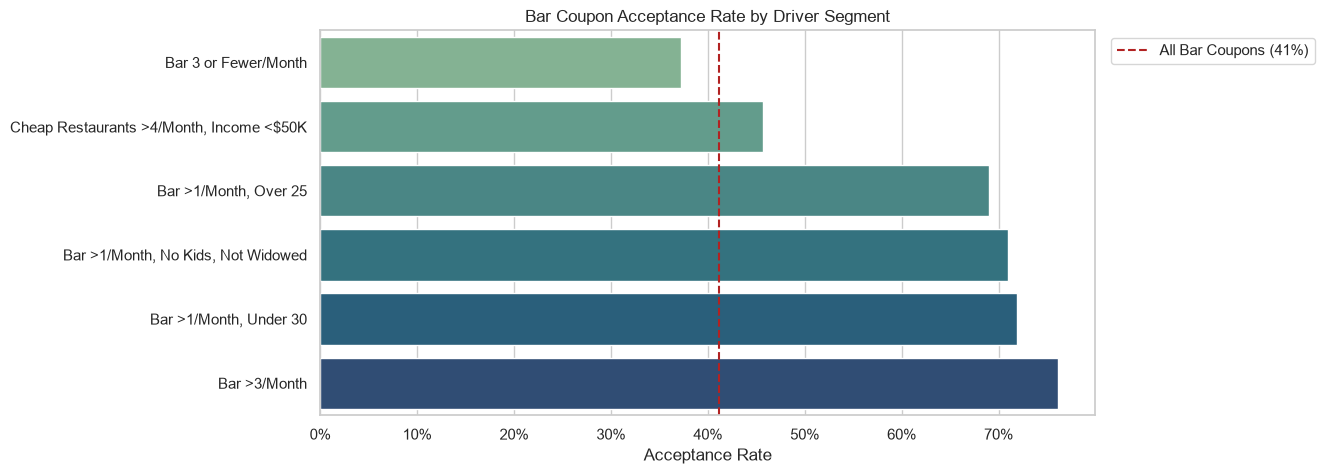 Bar Coupon Acceptance Rate by Driver Segment
All Bar Coupons (41%)
Bar 3 or Fewer/Month
Cheap Restaurants >4/Month, Income <$50K
Bar >1/Month, Over 25
Bar >1/Month, No Kids, Not Widowed
Bar >1/Month, Under 30
Bar >3/Month
0% 10% 20% 30% 40% 50% 60% 70%
Acceptance Rate